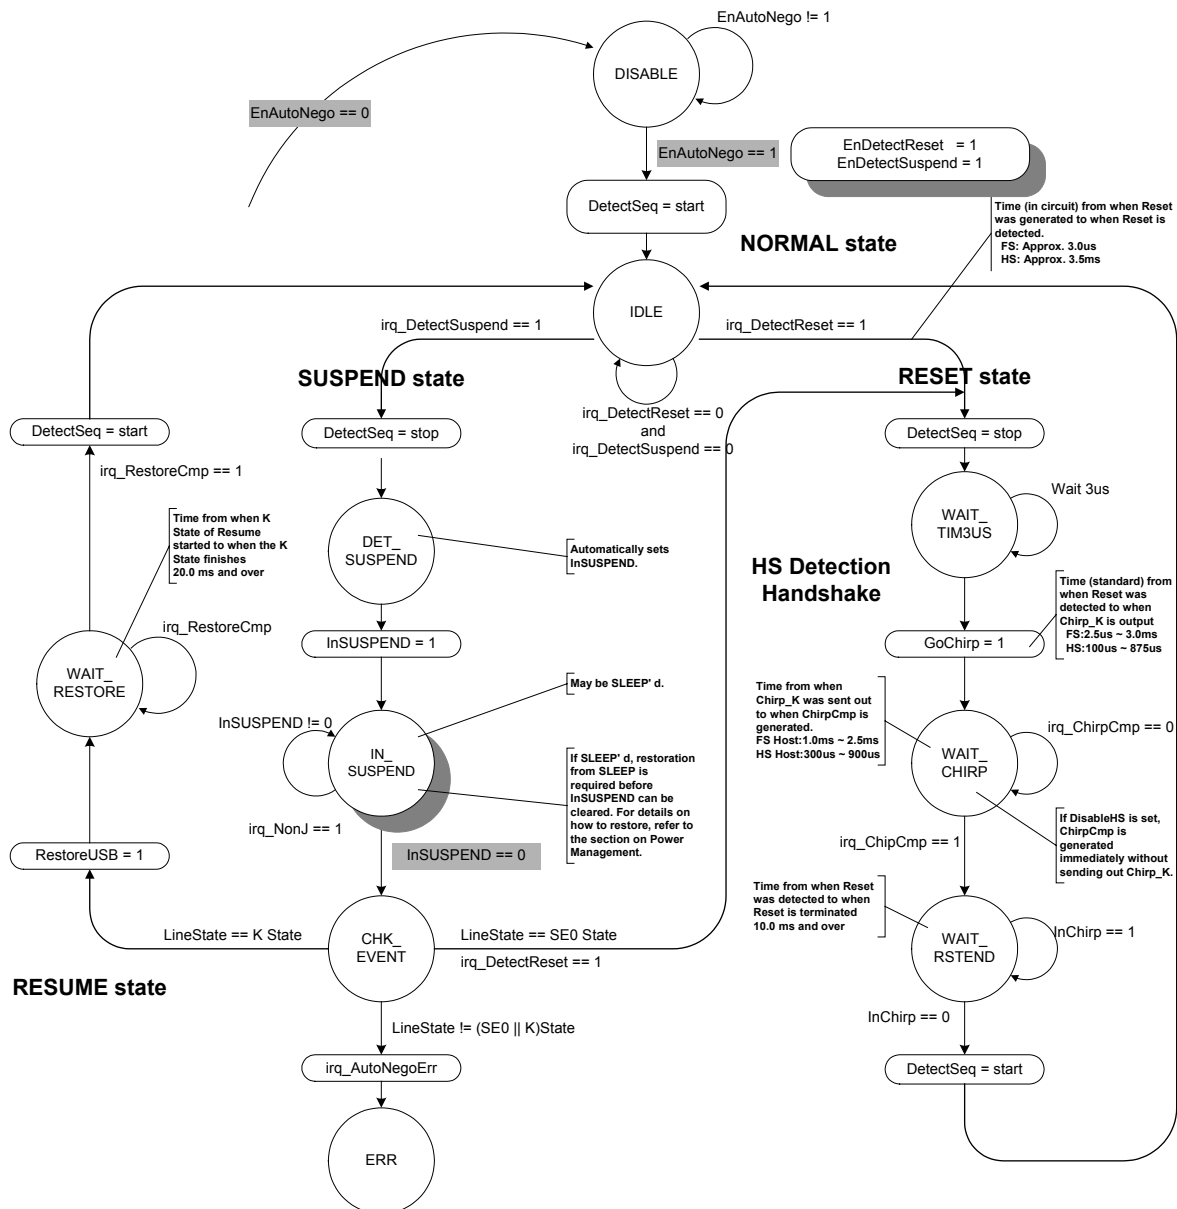 EnAutoNego != 1
DISABLE
EnAutoNego == 0
EnAutoNego == 1
EnDetectReset = 1
EnDetectSuspend = 1
DetectSeq = start
Time (in circuit) from when Reset
was generated to when Reset is
detected.
FS: Approx. 3.0us
HS: Approx. 3.5ms
NORMAL state
IDLE
irq_DetectSuspend == 1
irq_DetectReset == 1
SUSPEND state
RESET state
irq_DetectReset == 0
and
irq_DetectSuspend == 0
DetectSeq = start
DetectSeq = stop
DetectSeq = stop
irq_RestoreCmp == 1
Wait 3us
Time from when K
State of Resume
started to when the K
State finishes
20.0 ms and over
DET_
SUSPEND
WAIT_
TIM3US
Automatically sets
InSUSPEND.
HS Detection
Handshake
Time (standard) from
when Reset was
detected to when
Chirp_K is output
FS:2.5us ~ 3.0ms
HS:100us ~ 875us
irq_RestoreCmp
InSUSPEND = 1
GoChirp = 1
WAIT_
RESTORE
May be SLEEP' d.
Time from when
Chirp_K was sent out
to when ChirpCmp is
generated.
FS Host:1.0ms ~ 2.5ms
HS Host:300us ~ 900us
InSUSPEND != 0
irq_ChirpCmp == 0
IN_
SUSPEND
WAIT_
CHIRP
If SLEEP' d, restoration
from SLEEP is
required before
InSUSPEND can be
cleared. For details on
how to restore, refer to
the section on Power
Management.
irq_NonJ == 1
If DisableHS is set,
ChirpCmp is
generated
immediately without
sending out Chirp_K.
RestoreUSB = 1
InSUSPEND == 0
irq_ChipCmp == 1
Time from when Reset
was detected to when
Reset is terminated
10.0 ms and over
LineState == K State
CHK_
EVENT
LineState == SE0 State
irq_DetectReset == 1
WAIT_
RSTEND
InChirp == 1
RESUME state
InChirp == 0
LineState != (SE0 || K)State
irq_AutoNegoErr
DetectSeq = start
ERR